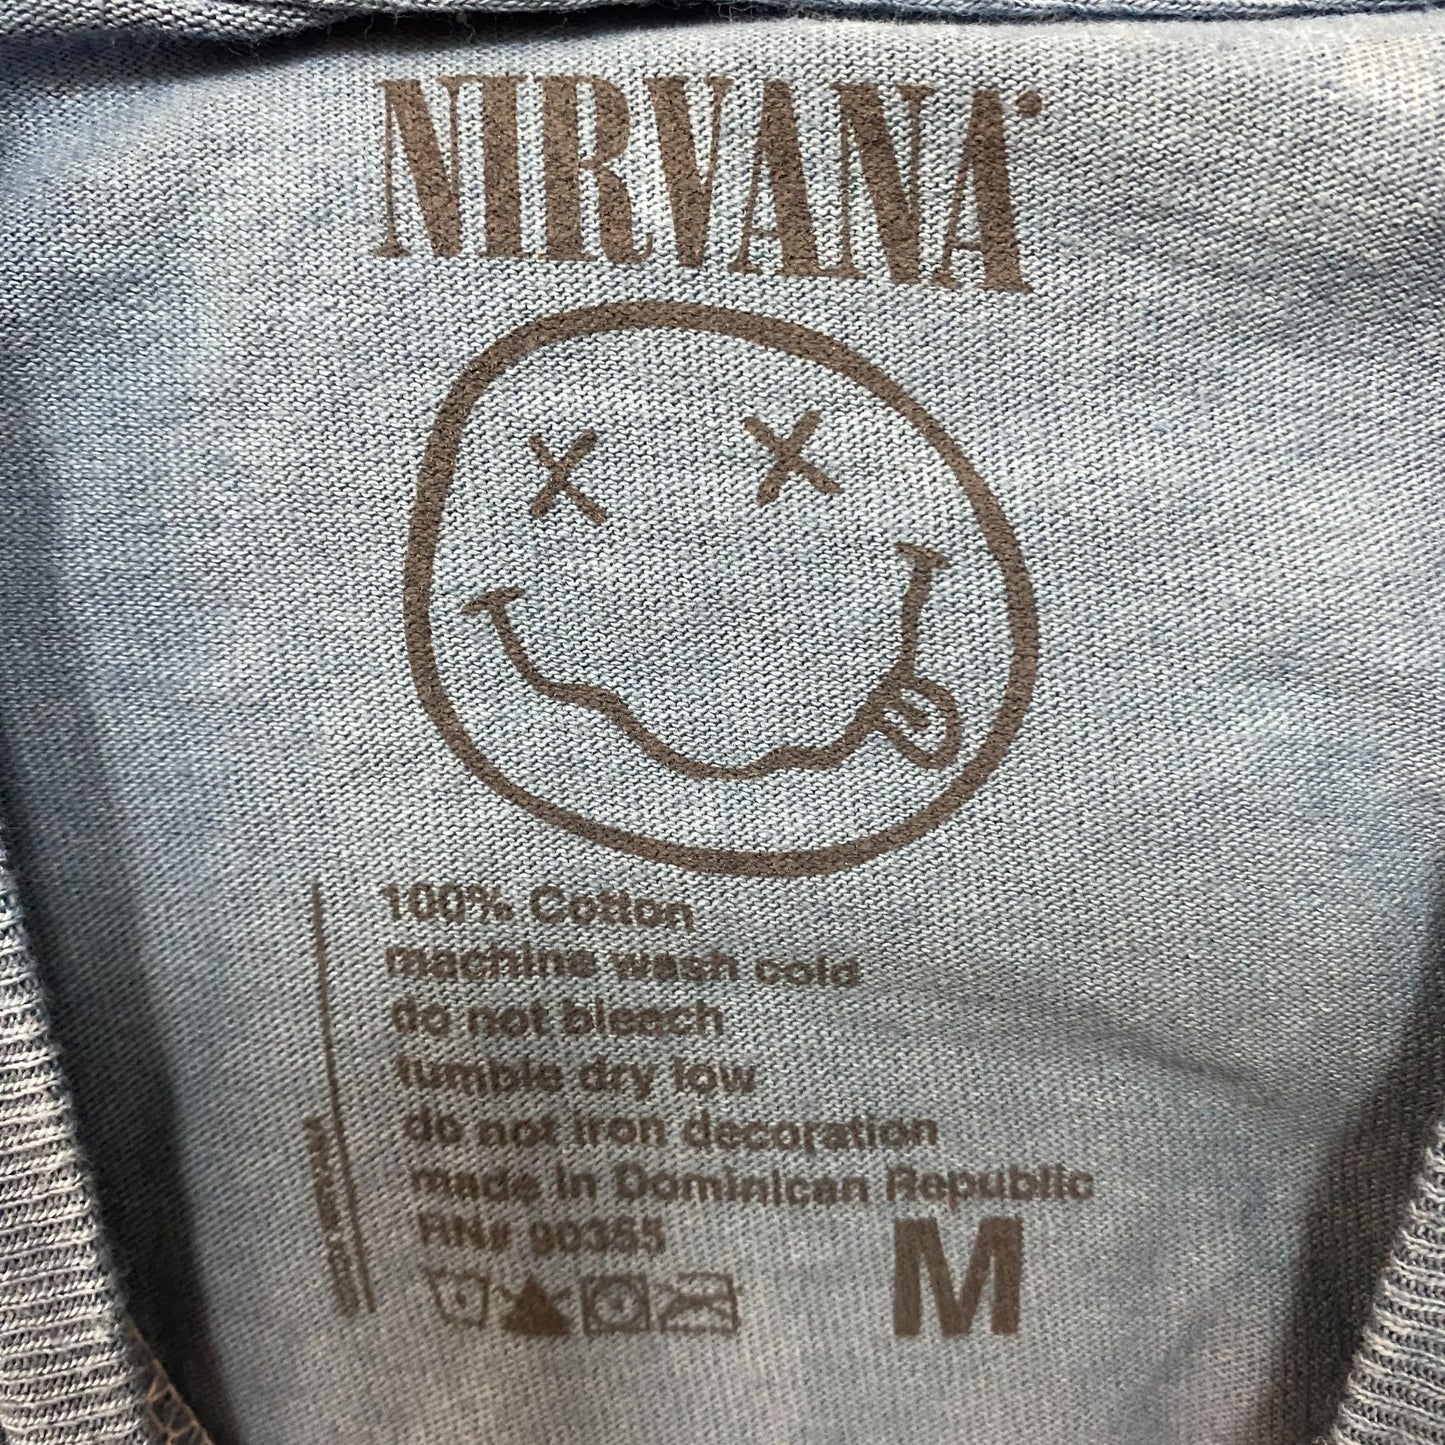 NIRVANA
100% Cotton
machine wash cold
do not bleach
tumble dry low
do not iron decoration
made in Dominican Republic
RN# 90365
M